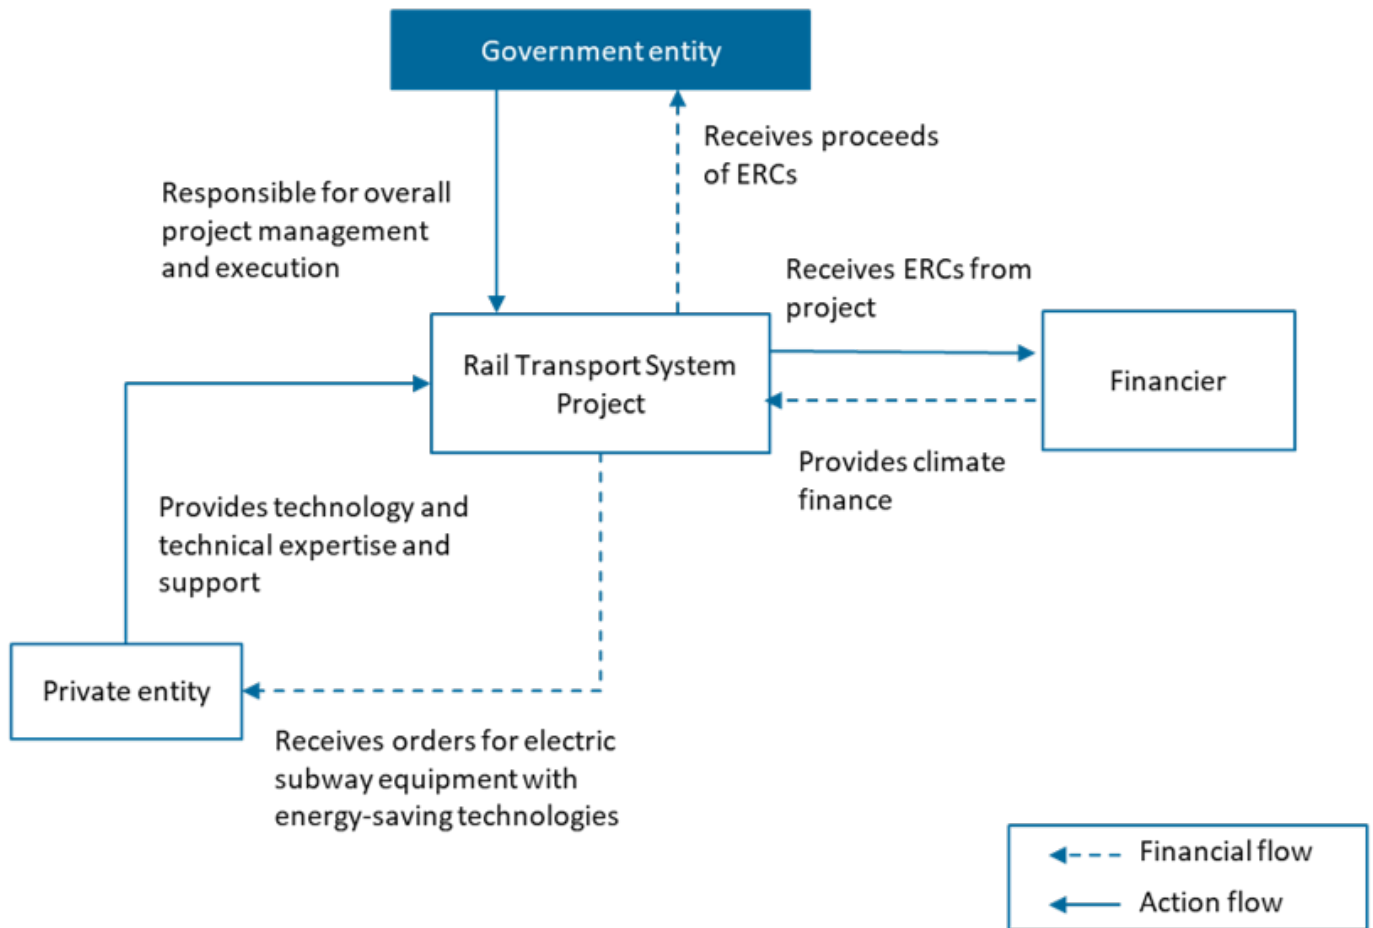 Government entity
Receives proceeds
of ERCs
Responsible for overall
project management
and execution
Receives ERCs from
project
Rail Transport System
Project
Financier
Provides climate
finance
Provides technology and
technical expertise and
support
Private entity
Receives orders for electric
subway equipment with
energy-saving technologies
Financial flow
Action flow